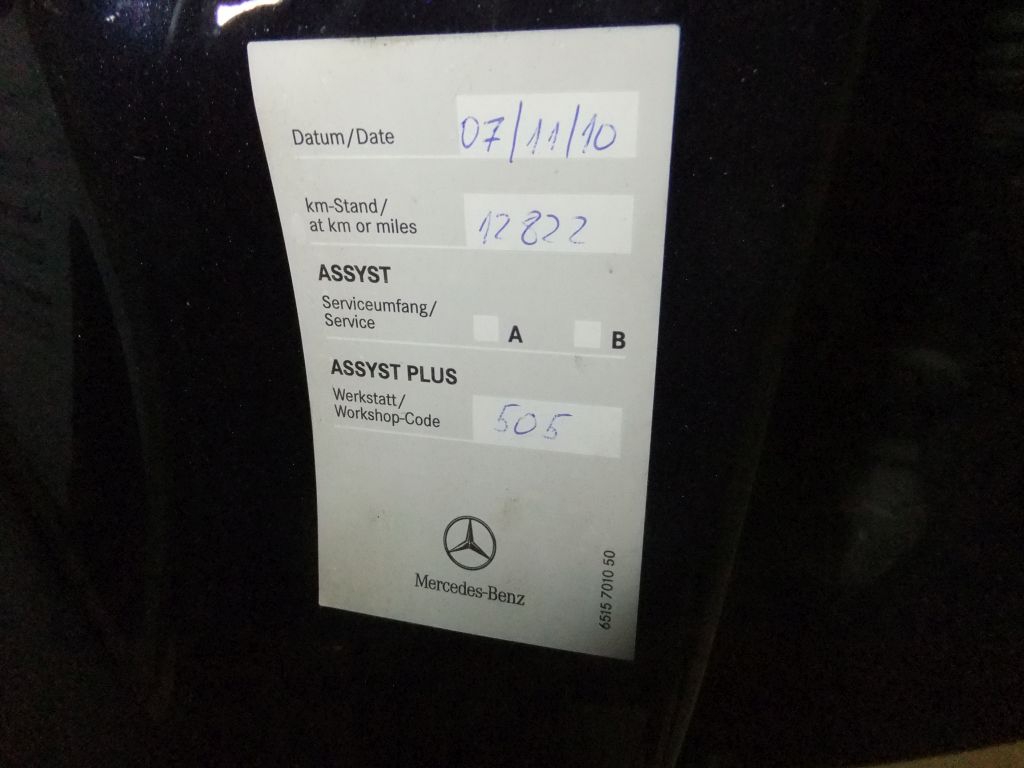 Datum/Date 07/11/10
km-Stand/
at km or miles 12822
ASSYST
Serviceumfang/
Service A B
ASSYST PLUS
Werkstatt/
Workshop-Code 505
Mercedes-Benz
6515 7010 50